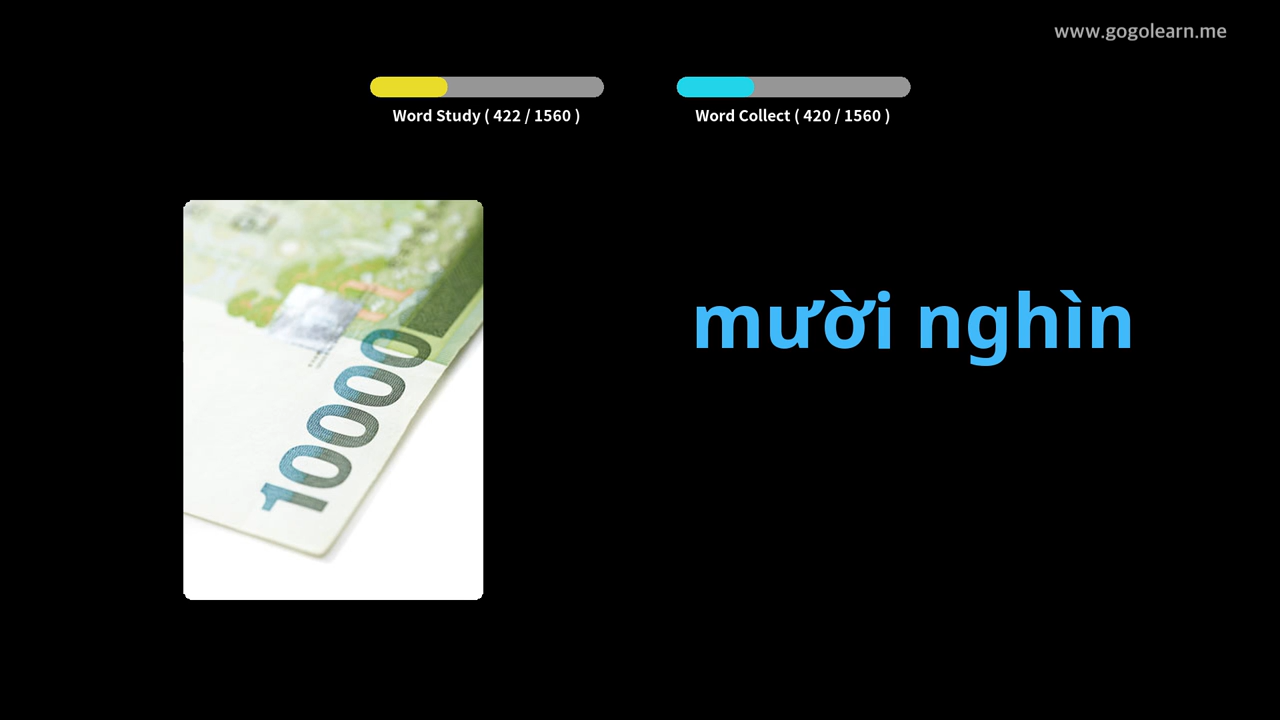 www.gogolearn.me
Word Study ( 422 / 1560 )
Word Collect ( 420 / 1560 )
mười nghìn
10000